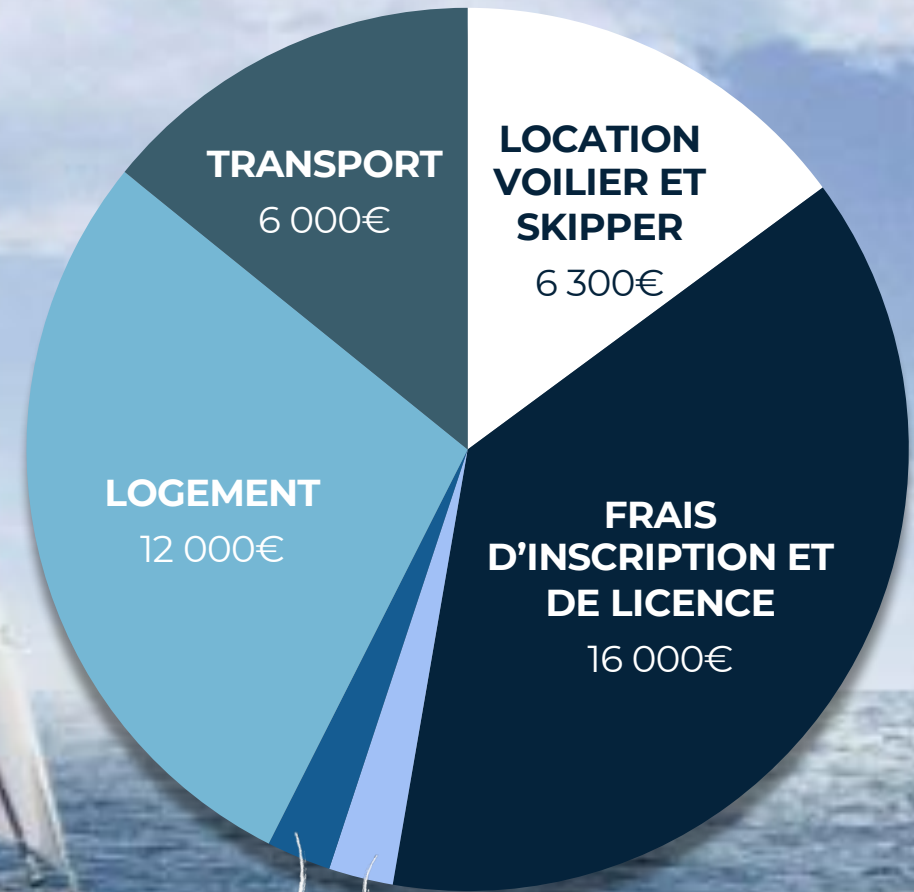 TRANSPORT
6 000€
LOCATION
VOILIER ET
SKIPPER
6 300€
LOGEMENT
12 000€
FRAIS
D’INSCRIPTION ET
DE LICENCE
16 000€